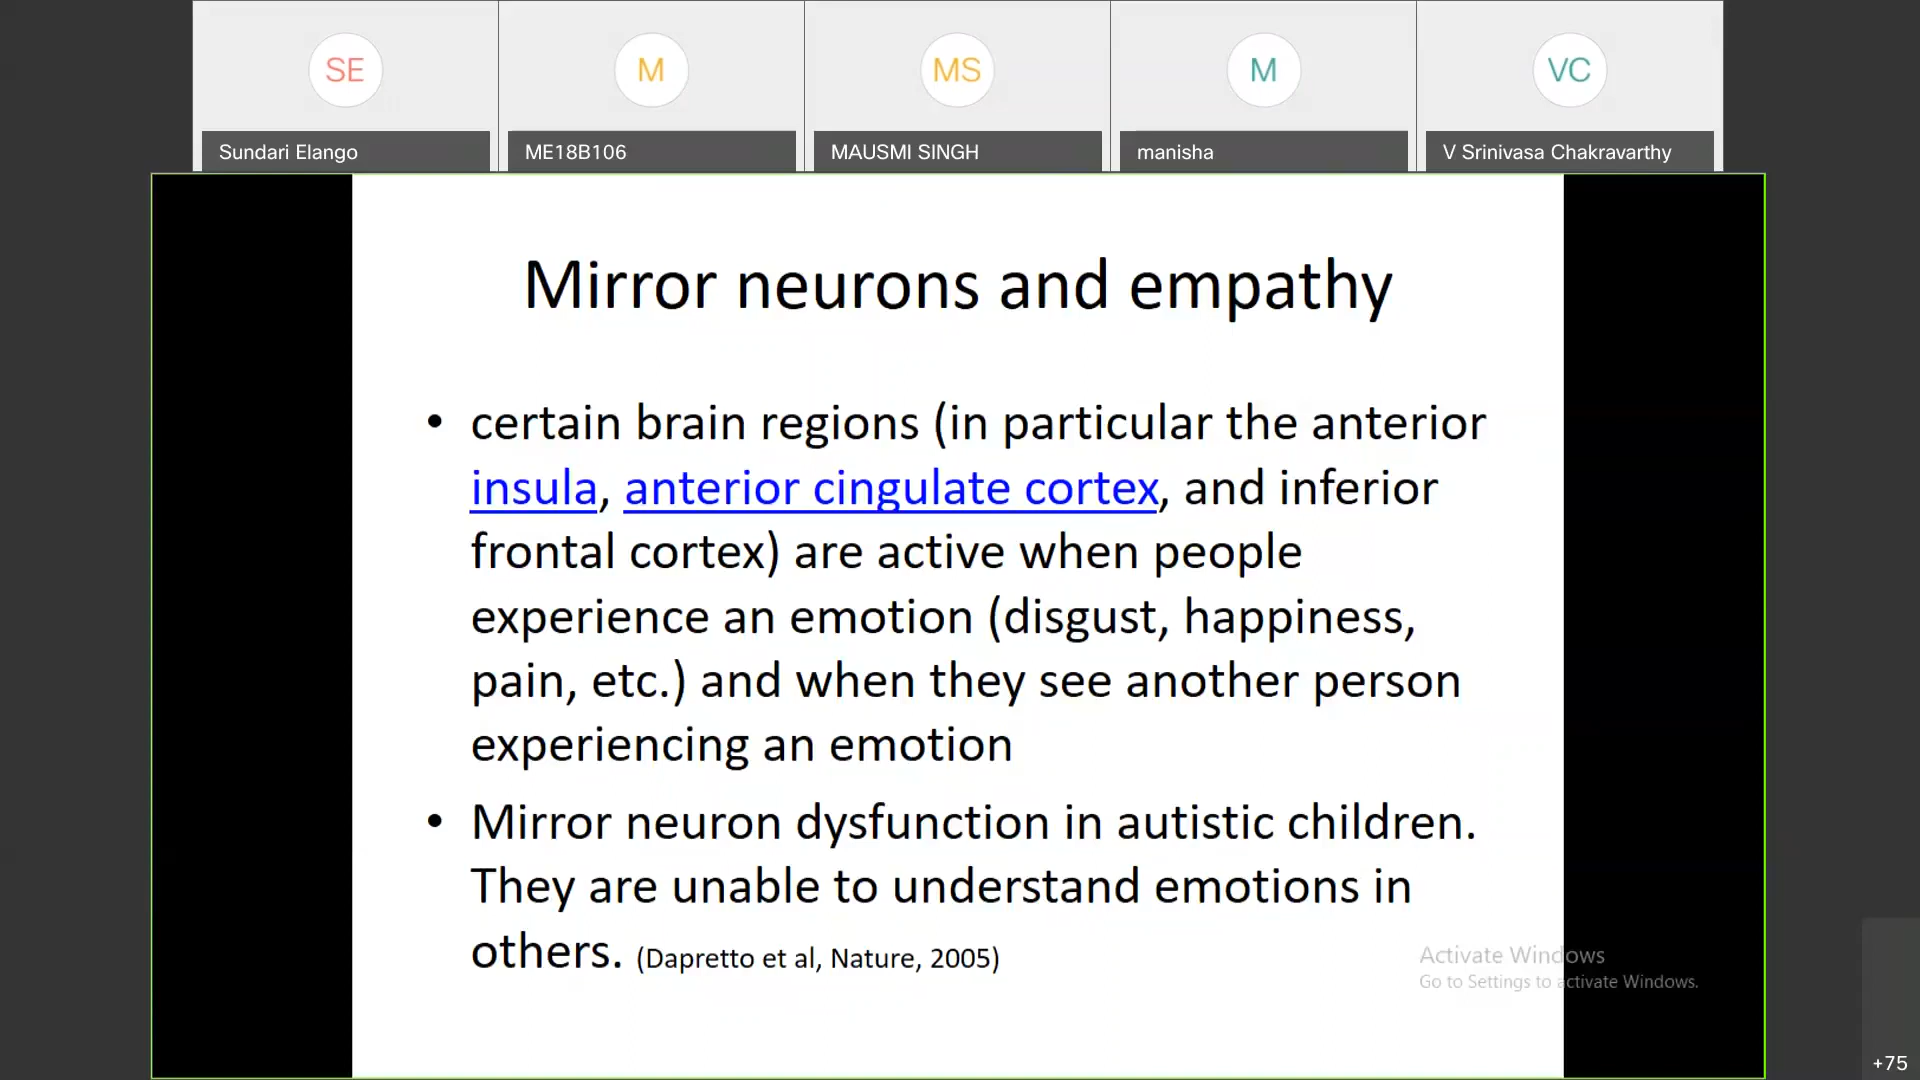 SE
M
MS
M
VC
Sundari Elango
ME18B106
MAUSMI SINGH
manisha
V Srinivasa Chakravarthy
Mirror neurons and empathy
• certain brain regions (in particular the anterior
insula, anterior cingulate cortex, and inferior
frontal cortex) are active when people
experience an emotion (disgust, happiness,
pain, etc.) and when they see another person
experiencing an emotion
• Mirror neuron dysfunction in autistic children.
They are unable to understand emotions in
others. (Dapretto et al, Nature, 2005)
Activate Windows
Go to Settings to activate Windows.
+75